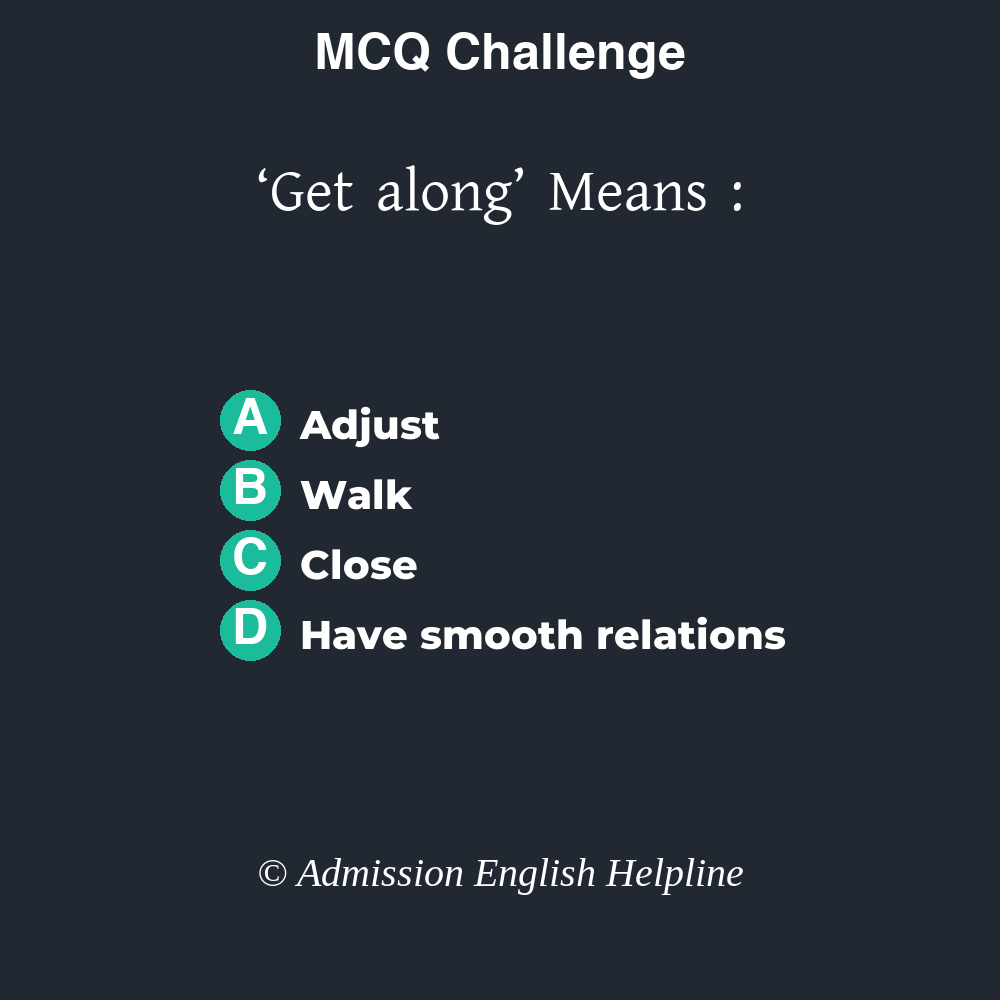 MCQ Challenge
‘Get along’ Means :
A Adjust
B Walk
C Close
D Have smooth relations
© Admission English Helpline